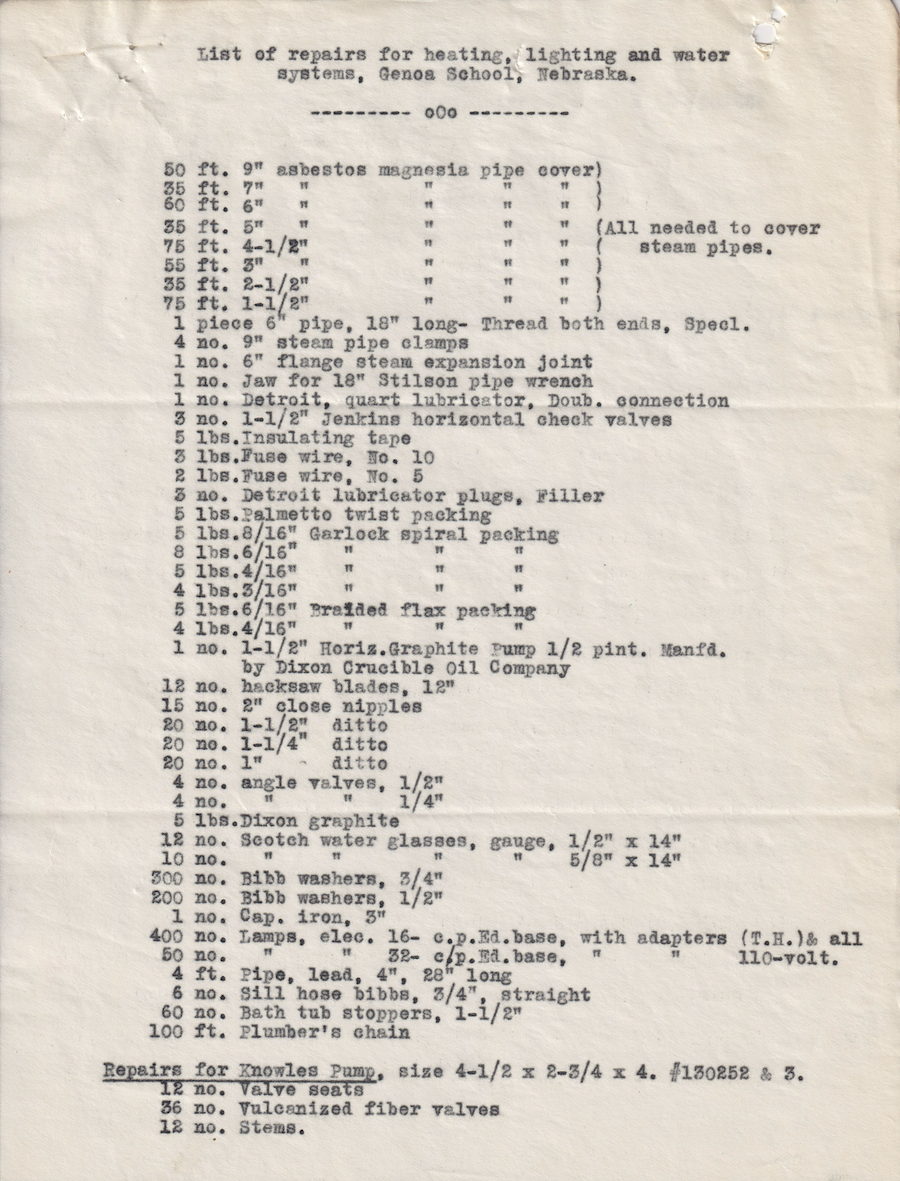 List of repairs for heating, lighting and water
systems, Genoa School, Nebraska.
--------- oOo ---------
50 ft. 9" asbestos magnesia pipe cover)
35 ft. 7" " " " " )
60 ft. 6" " " " " )
35 ft. 5" " " " " (All needed to cover
75 ft. 4-1/2" " " " ( steam pipes.
55 ft. 3" " " " " )
35 ft. 2-1/2" " " " )
75 ft. 1-1/2" " " " )
1 piece 6" pipe, 18" long- Thread both ends, Specl.
4 no. 9" steam pipe clamps
1 no. 6" flange steam expansion joint
1 no. Jaw for 18" Stilson pipe wrench
1 no. Detroit, quart lubricator, Doub. connection
3 no. 1-1/2" Jenkins horizontal check valves
5 lbs.Insulating tape
3 lbs.Fuse wire, No. 10
2 lbs.Fuse wire, No. 5
3 no. Detroit lubricator plugs, Filler
5 lbs.Palmetto twist packing
5 lbs.8/16" Garlock spiral packing
8 lbs.6/16" " " "
5 lbs.4/16" " " "
4 lbs.3/16" " " "
5 lbs.6/16" Braided flax packing
4 lbs.4/16" " " "
1 no. 1-1/2" Horiz.Graphite Pump 1/2 pint. Manfd.
by Dixon Crucible Oil Company
12 no. hacksaw blades, 12"
15 no. 2" close nipples
20 no. 1-1/2" ditto
20 no. 1-1/4" ditto
20 no. 1" ditto
4 no. angle valves, 1/2"
4 no. " " 1/4"
5 lbs.Dixon graphite
12 no. Scotch water glasses, gauge, 1/2" x 14"
10 no. " " " " 5/8" x 14"
300 no. Bibb washers, 3/4"
200 no. Bibb washers, 1/2"
1 no. Cap. iron, 3"
400 no. Lamps, elec. 16- c.p.Ed.base, with adapters (T.H.)& all
50 no. " " 32- c/p.Ed.base, " " 110-volt.
4 ft. Pipe, lead, 4", 28" long
6 no. Sill hose bibbs, 3/4", straight
60 no. Bath tub stoppers, 1-1/2"
100 ft. Plumber's chain
Repairs for Knowles Pump, size 4-1/2 x 2-3/4 x 4. #130252 & 3.
12 no. Valve seats
36 no. Vulcanized fiber valves
12 no. Stems.